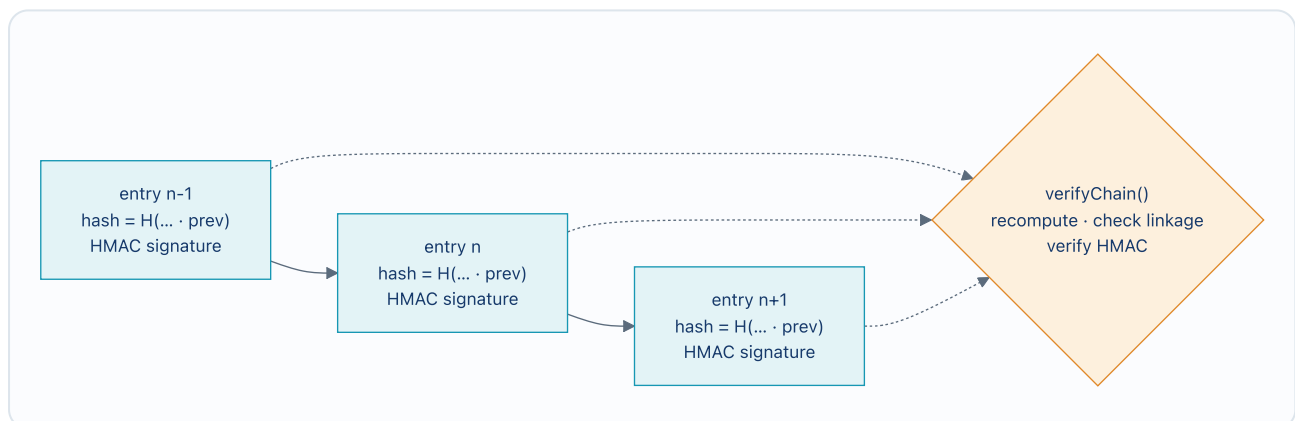 entry n-1
hash = H(... · prev)
HMAC signature
entry n
hash = H(... · prev)
HMAC signature
entry n+1
hash = H(... · prev)
HMAC signature
verifyChain()
recompute · check linkage
verify HMAC